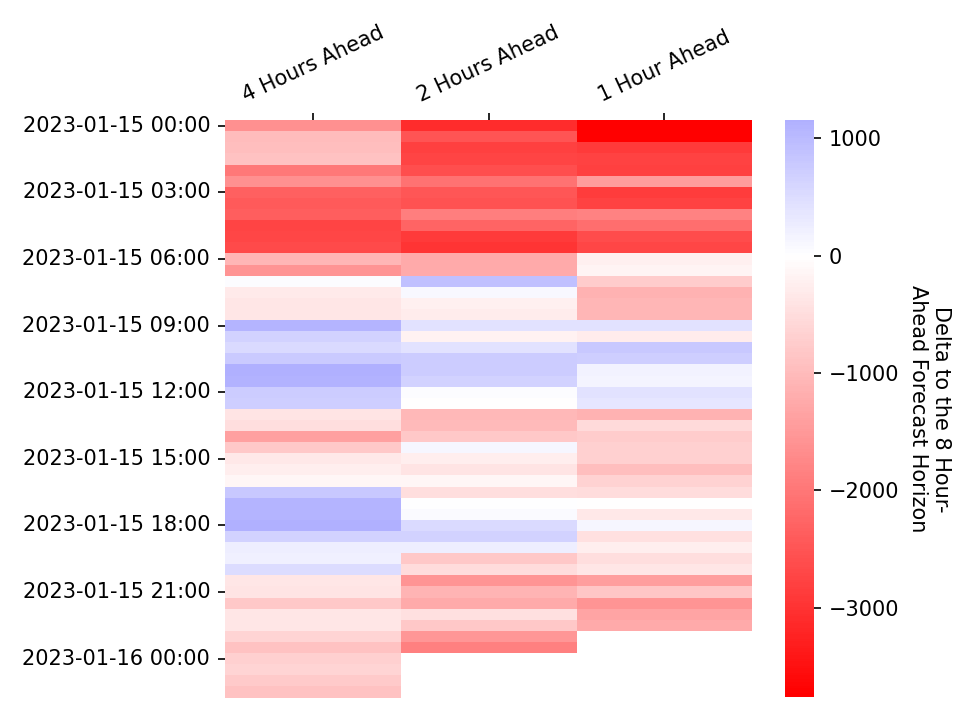 4 Hours Ahead
2 Hours Ahead
1 Hour Ahead
2023-01-15 00:00
2023-01-15 03:00
2023-01-15 06:00
2023-01-15 09:00
2023-01-15 12:00
2023-01-15 15:00
2023-01-15 18:00
2023-01-15 21:00
2023-01-16 00:00
1000
0
−1000
−2000
−3000
Delta to the 8 Hour-
Ahead Forecast Horizon